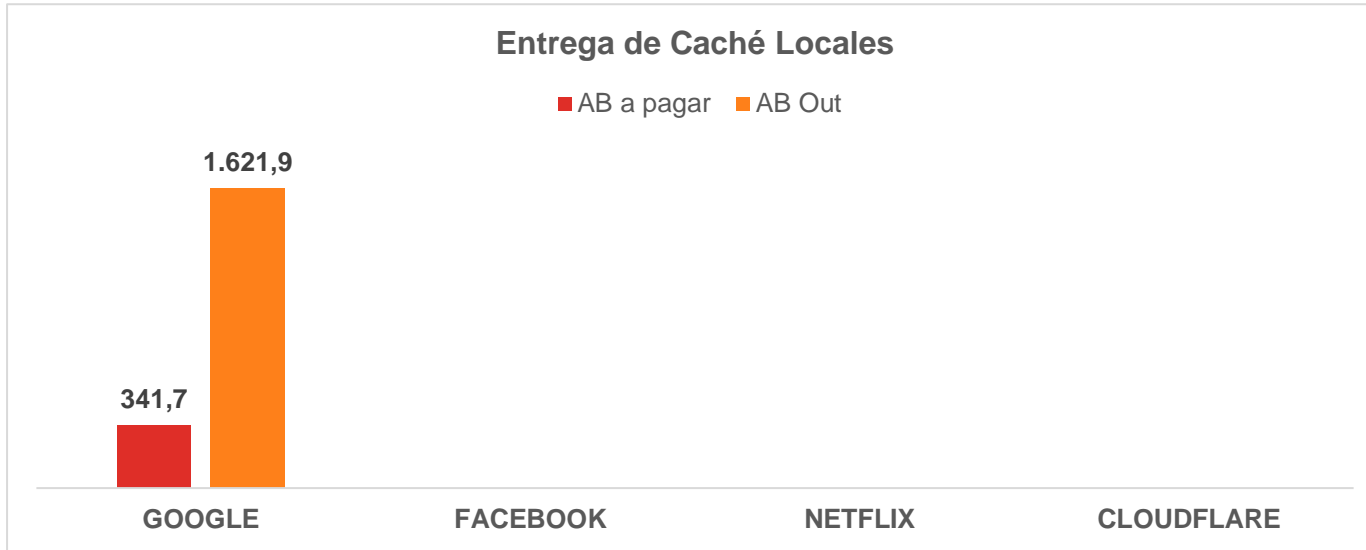 Entrega de Caché Locales
AB a pagar AB Out
1.621,9
341,7
GOOGLE FACEBOOK NETFLIX CLOUDFLARE